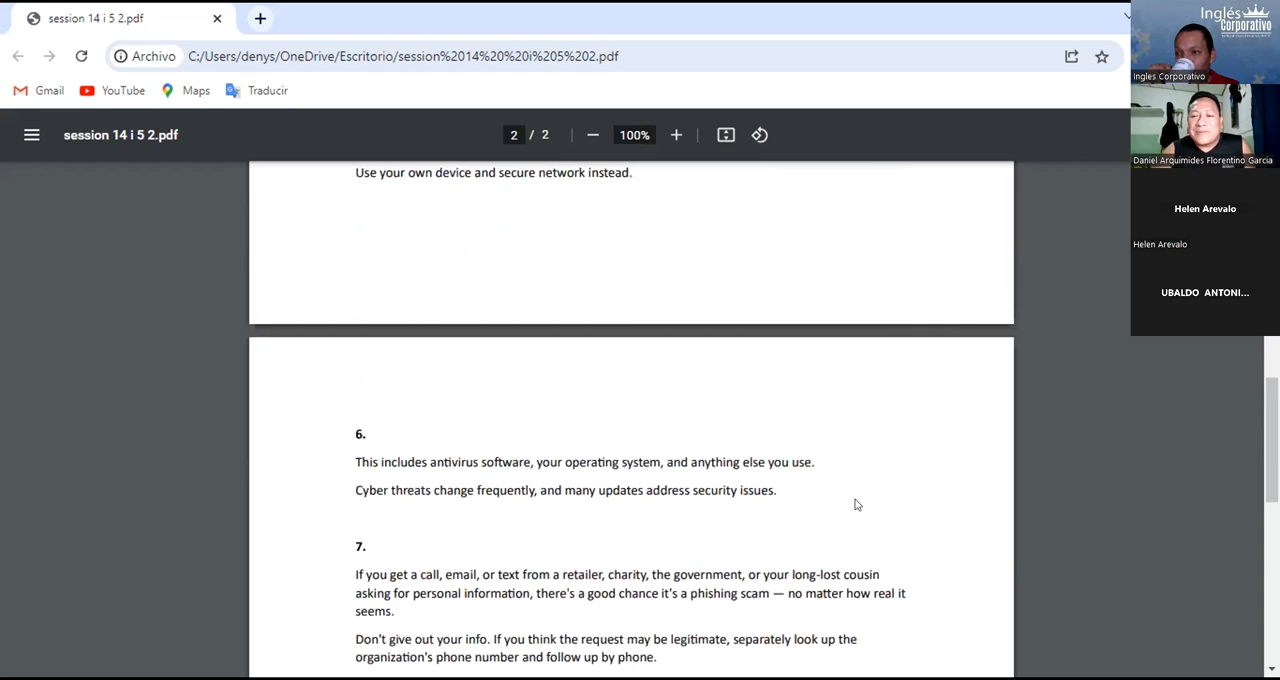 session 14 i 5 2.pdf
Archivo
C:/Users/denys/OneDrive/Escritorio/session%2014%20%20i%205%202.pdf
Gmail
YouTube
Maps
Traducir
session 14 i 5 2.pdf
2 / 2
100%
Use your own device and secure network instead.
6.
This includes antivirus software, your operating system, and anything else you use.
Cyber threats change frequently, and many updates address security issues.
7.
If you get a call, email, or text from a retailer, charity, the government, or your long-lost cousin
asking for personal information, there's a good chance it's a phishing scam — no matter how real it
seems.
Don't give out your info. If you think the request may be legitimate, separately look up the
organization's phone number and follow up by phone.
Inglés
Corporativo
Ingles Corporativo
Daniel Arquimides Florentino Garcia
Helen Arevalo
Helen Arevalo
UBALDO ANTONI...